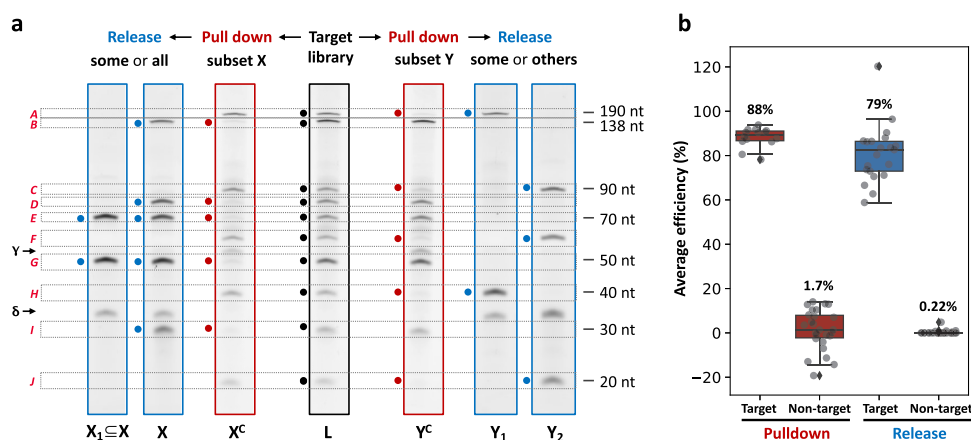 a
Release ← Pull down ← Target → Pull down → Release
some or all subset X library subset Y some or others
A
B
C
D
E
F
γ →
G
H
δ →
I
J
190 nt
138 nt
90 nt
70 nt
50 nt
40 nt
30 nt
20 nt
X₁⊆X X Xᶜ L Yᶜ Y₁ Y₂
b
Average efficiency (%)
120
100
80
60
40
20
0
−20
88%
1.7%
79%
0.22%
Target Non-target Target Non-target
Pulldown Release